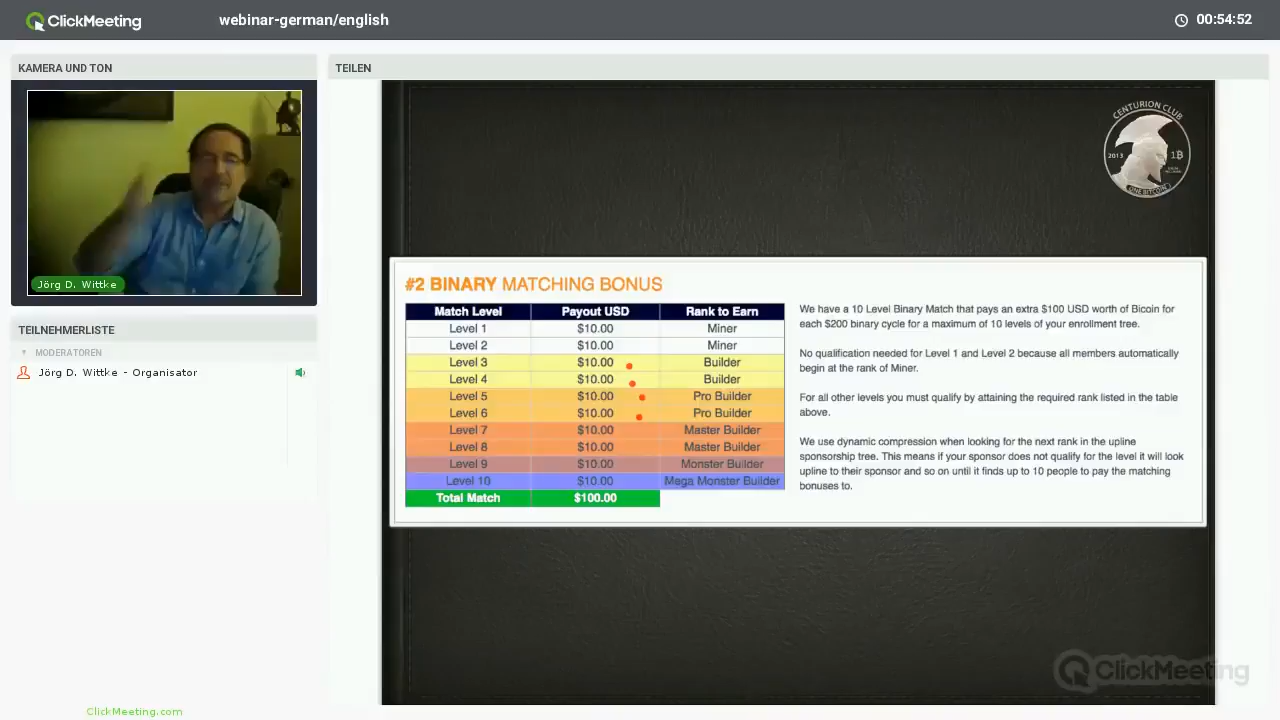 ClickMeeting
webinar-german/english
00:54:52
KAMERA UND TON
Jörg D. Wittke
TEILNEHMERLISTE
MODERATOREN
Jörg D. Wittke - Organisator
ClickMeeting.com
TEILEN
CENTURION CLUB
2013
1₿
ONE BITCOIN
#2 BINARY MATCHING BONUS
Match Level Payout USD Rank to Earn
Level 1 $10.00 Miner
Level 2 $10.00 Miner
Level 3 $10.00 Builder
Level 4 $10.00 Builder
Level 5 $10.00 Pro Builder
Level 6 $10.00 Pro Builder
Level 7 $10.00 Master Builder
Level 8 $10.00 Master Builder
Level 9 $10.00 Monster Builder
Level 10 $10.00 Mega Monster Builder
Total Match $100.00
We have a 10 Level Binary Match that pays an extra $100 USD worth of Bicoin for
each $200 binary cycle for a maximum of 10 levels of your enrollment tree.
No qualification needed for Level 1 and Level 2 because all members automatically
begin at the rank of Miner.
For all other levels you must qualify by attaining the required rank listed in the table
above.
We use dynamic compression when looking for the next rank in the upline
sponsorship tree. This means if your sponsor does not qualify for the level it will look
upline to their sponsor and so on until it finds up to 10 people to pay the matching
bonuses to.
ClickMeeting